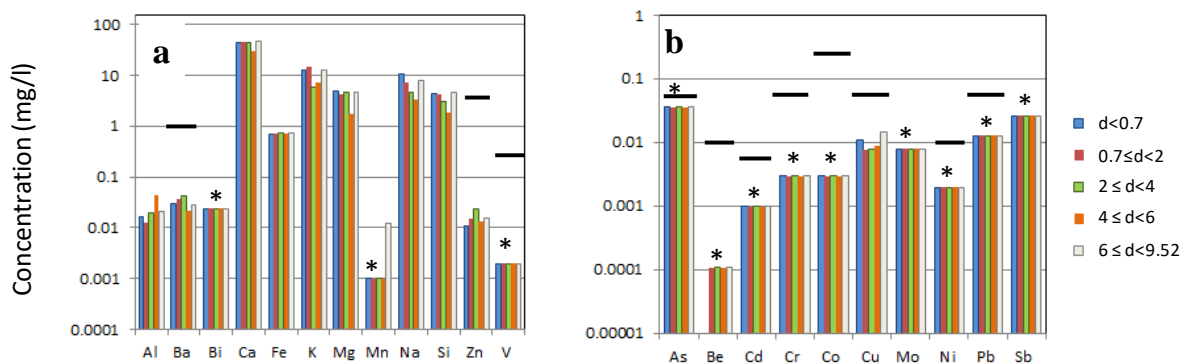 Concentration (mg/l)
100
10
1
0.1
0.01
0.001
0.0001
a
*
*
*
Al Ba Bi Ca Fe K Mg Mn Na Si Zn V
1
0.1
0.01
0.001
0.0001
0.00001
b
*
*
*
*
*
*
*
*
*
As Be Cd Cr Co Cu Mo Ni Pb Sb
d<0.7
0.7≤d<2
2 ≤ d<4
4 ≤ d<6
6 ≤ d<9.52